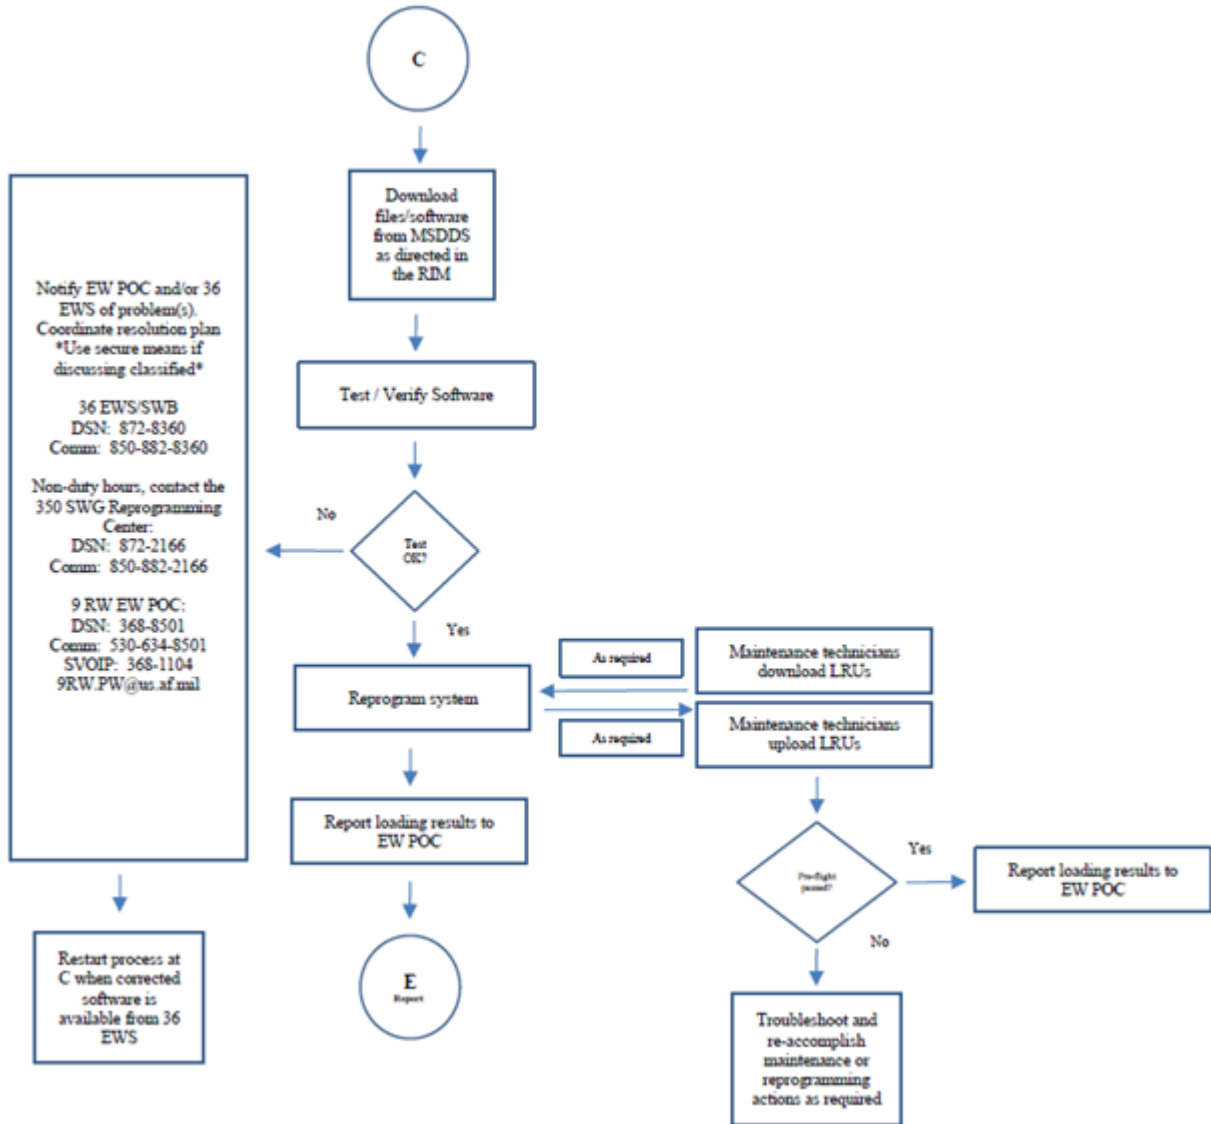 C
Download
files/software
from MSDDS
as directed in
the RIM
Notify EW POC and/or 36
EWS of problem(s).
Coordinate resolution plan
*Use secure means if
discussing classified*
36 EWS/SWB
DSN: 872-8360
Comm: 850-882-8360
Non-duty hours, contact the
350 SWG Reprogramming
Center:
DSN: 872-2166
Comm: 850-882-2166
9 RW EW POC:
DSN: 368-8501
Comm: 530-634-8501
SVOIP: 368-1104
9RW.PW@us.af.mil
Test / Verify Software
No
Test
OK?
Yes
As required
Maintenance technicians
download LRUs
Reprogram system
As required
Maintenance technicians
upload LRUs
Report loading results to
EW POC
Pre-flight
passed?
Yes
Report loading results to
EW POC
No
Restart process at
C when corrected
software is
available from 36
EWS
E
Report
Troubleshoot and
re-accomplish
maintenance or
reprogramming
actions as required